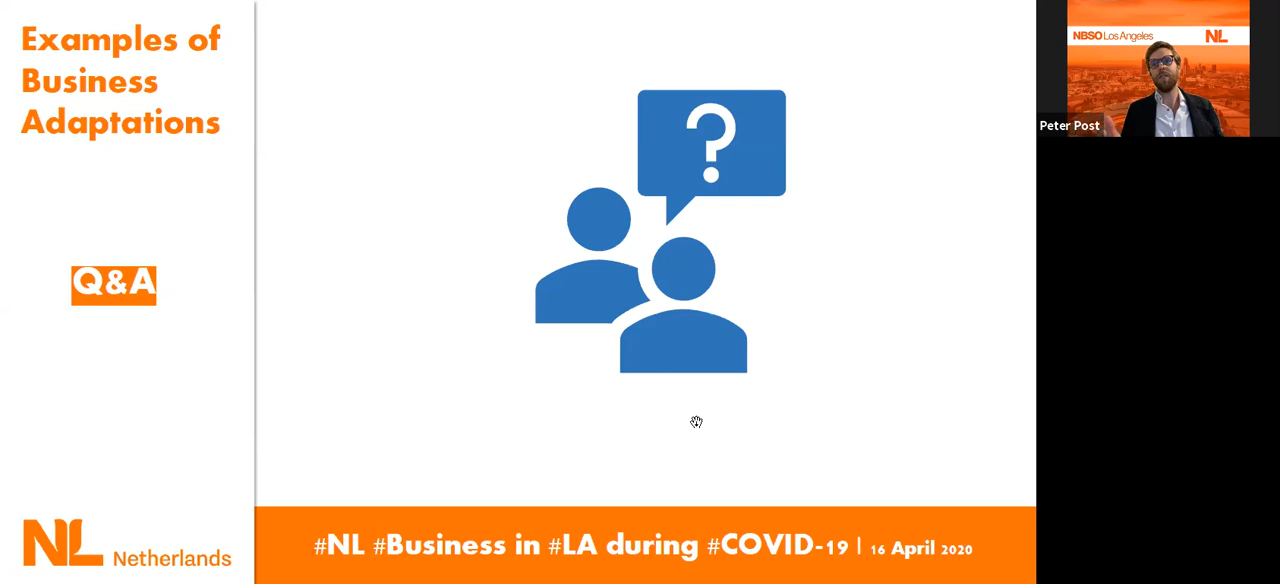 Examples of
Business
Adaptations
Q&A
?
NBSO Los Angeles
NL
Peter Post
NL Netherlands
#NL #Business in #LA during #COVID-19 | 16 April 2020